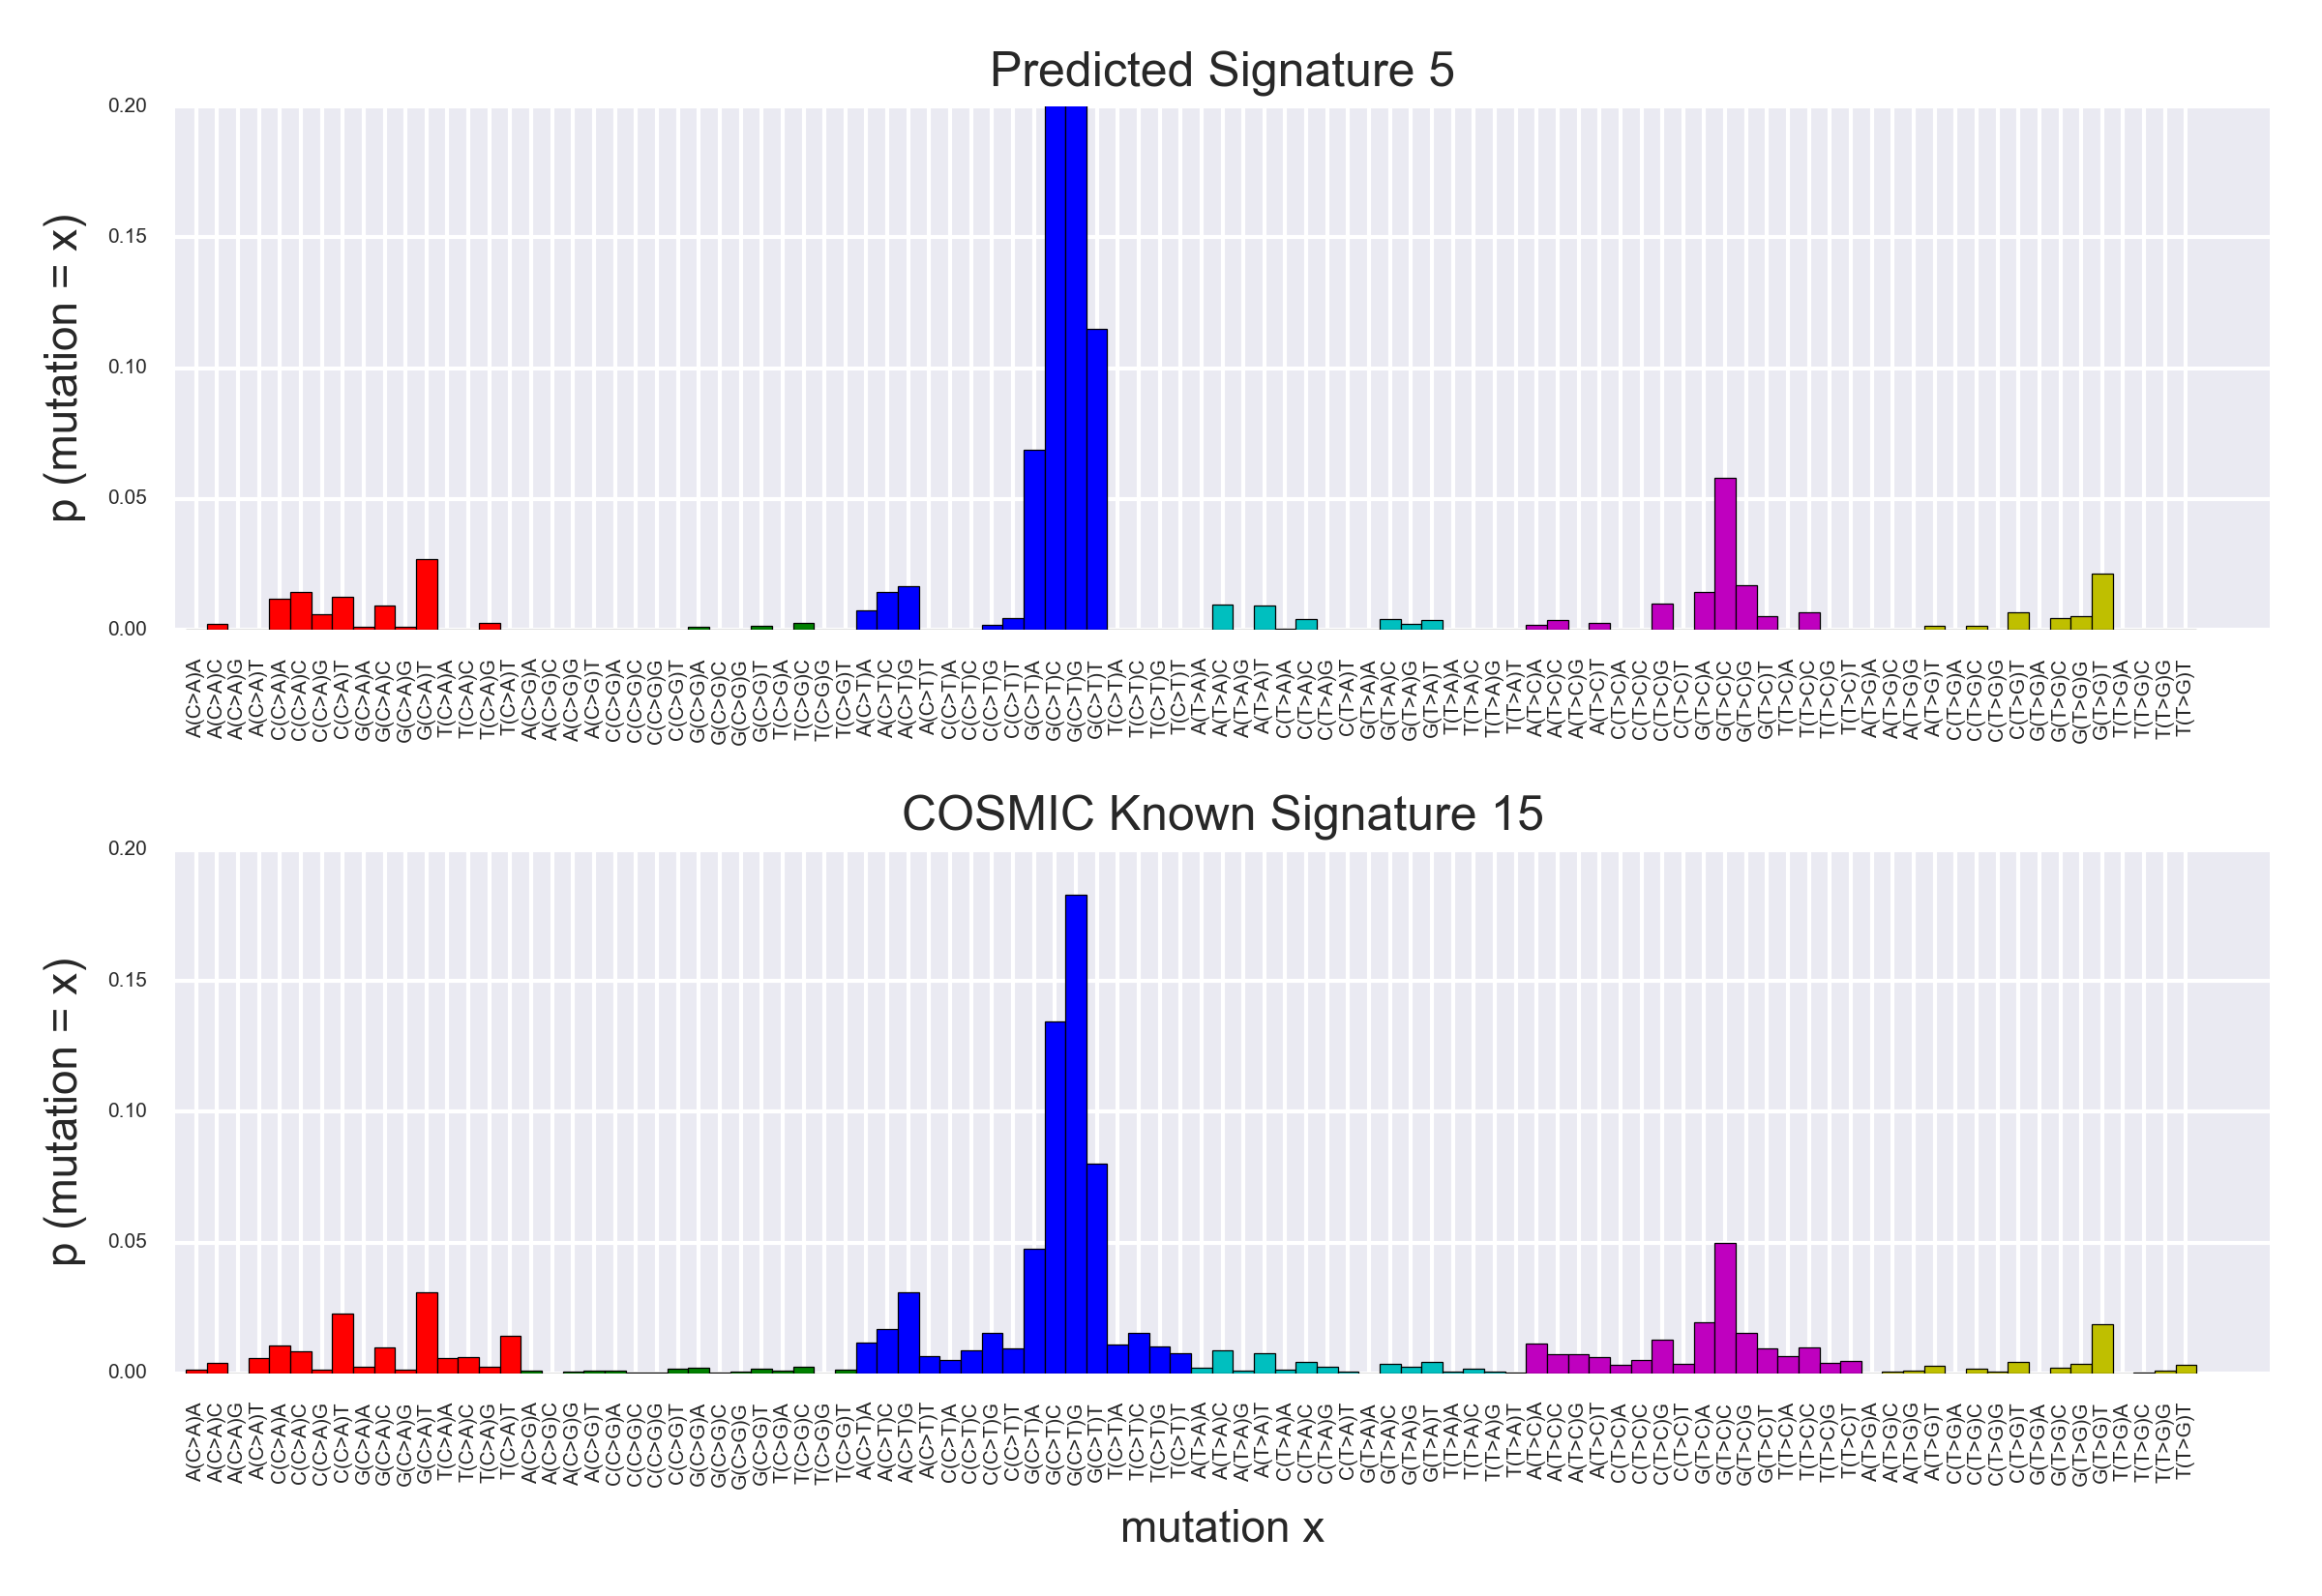 Predicted Signature 5
p (mutation = x)
0.20
0.15
0.10
0.05
0.00
A(C>A)A A(C>A)C A(C>A)G A(C>A)T C(C>A)A C(C>A)C C(C>A)G C(C>A)T G(C>A)A G(C>A)C G(C>A)G G(C>A)T T(C>A)A T(C>A)C T(C>A)G T(C>A)T A(C>G)A A(C>G)C A(C>G)G A(C>G)T C(C>G)A C(C>G)C C(C>G)G C(C>G)T G(C>G)A G(C>G)C G(C>G)G G(C>G)T T(C>G)A T(C>G)C T(C>G)G T(C>G)T A(C>T)A A(C>T)C A(C>T)G A(C>T)T C(C>T)A C(C>T)C C(C>T)G C(C>T)T G(C>T)A G(C>T)C G(C>T)G G(C>T)T T(C>T)A T(C>T)C T(C>T)G T(C>T)T A(T>A)A A(T>A)C A(T>A)G A(T>A)T C(T>A)A C(T>A)C C(T>A)G C(T>A)T G(T>A)A G(T>A)C G(T>A)G G(T>A)T T(T>A)A T(T>A)C T(T>A)G T(T>A)T A(T>C)A A(T>C)C A(T>C)G A(T>C)T C(T>C)A C(T>C)C C(T>C)G C(T>C)T G(T>C)A G(T>C)C G(T>C)G G(T>C)T T(T>C)A T(T>C)C T(T>C)G T(T>C)T A(T>G)A A(T>G)C A(T>G)G A(T>G)T C(T>G)A C(T>G)C C(T>G)G C(T>G)T G(T>G)A G(T>G)C G(T>G)G G(T>G)T T(T>G)A T(T>G)C T(T>G)G T(T>G)T
COSMIC Known Signature 15
p (mutation = x)
0.20
0.15
0.10
0.05
0.00
A(C>A)A A(C>A)C A(C>A)G A(C>A)T C(C>A)A C(C>A)C C(C>A)G C(C>A)T G(C>A)A G(C>A)C G(C>A)G G(C>A)T T(C>A)A T(C>A)C T(C>A)G T(C>A)T A(C>G)A A(C>G)C A(C>G)G A(C>G)T C(C>G)A C(C>G)C C(C>G)G C(C>G)T G(C>G)A G(C>G)C G(C>G)G G(C>G)T T(C>G)A T(C>G)C T(C>G)G T(C>G)T A(C>T)A A(C>T)C A(C>T)G A(C>T)T C(C>T)A C(C>T)C C(C>T)G C(C>T)T G(C>T)A G(C>T)C G(C>T)G G(C>T)T T(C>T)A T(C>T)C T(C>T)G T(C>T)T A(T>A)A A(T>A)C A(T>A)G A(T>A)T C(T>A)A C(T>A)C C(T>A)G C(T>A)T G(T>A)A G(T>A)C G(T>A)G G(T>A)T T(T>A)A T(T>A)C T(T>A)G T(T>A)T A(T>C)A A(T>C)C A(T>C)G A(T>C)T C(T>C)A C(T>C)C C(T>C)G C(T>C)T G(T>C)A G(T>C)C G(T>C)G G(T>C)T T(T>C)A T(T>C)C T(T>C)G T(T>C)T A(T>G)A A(T>G)C A(T>G)G A(T>G)T C(T>G)A C(T>G)C C(T>G)G C(T>G)T G(T>G)A G(T>G)C G(T>G)G G(T>G)T T(T>G)A T(T>G)C T(T>G)G T(T>G)T
mutation x